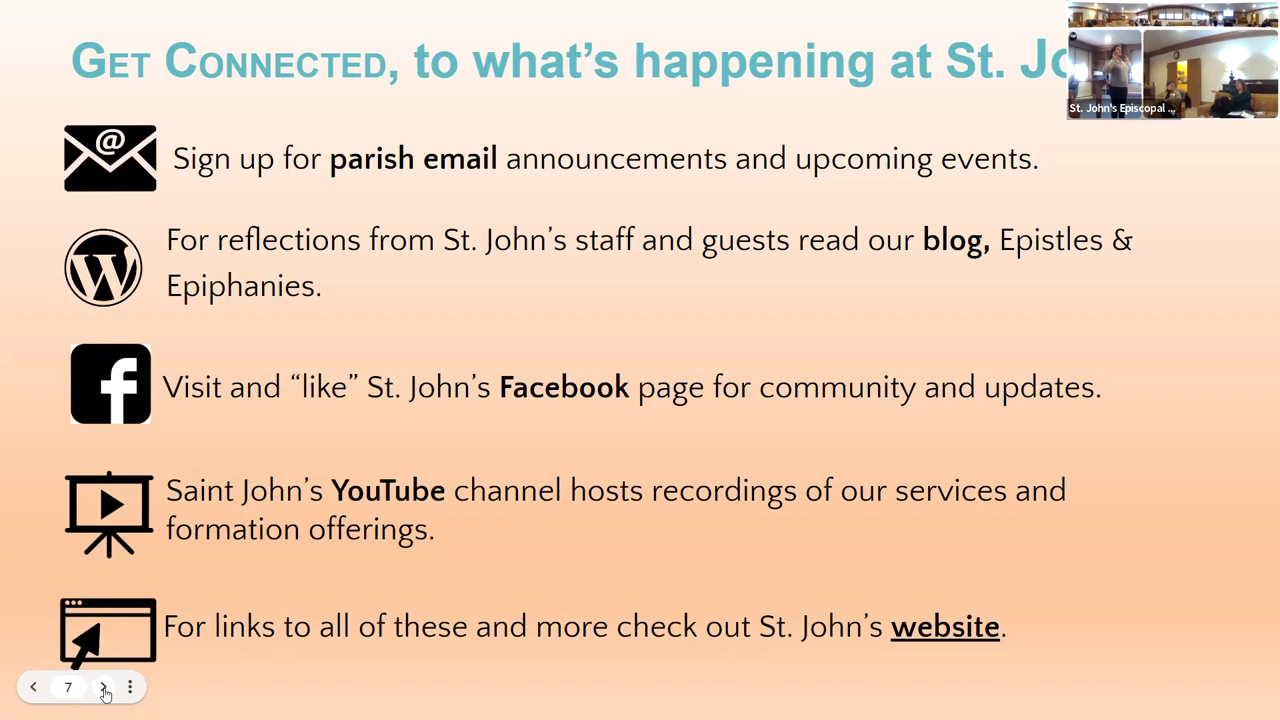 GET CONNECTED, to what’s happening at St. Jo
St. John's Episcopal ...
@
Sign up for parish email announcements and upcoming events.
For reflections from St. John’s staff and guests read our blog, Epistles &
Epiphanies.
Visit and “like” St. John’s Facebook page for community and updates.
Saint John’s YouTube channel hosts recordings of our services and
formation offerings.
For links to all of these and more check out St. John’s website.
7